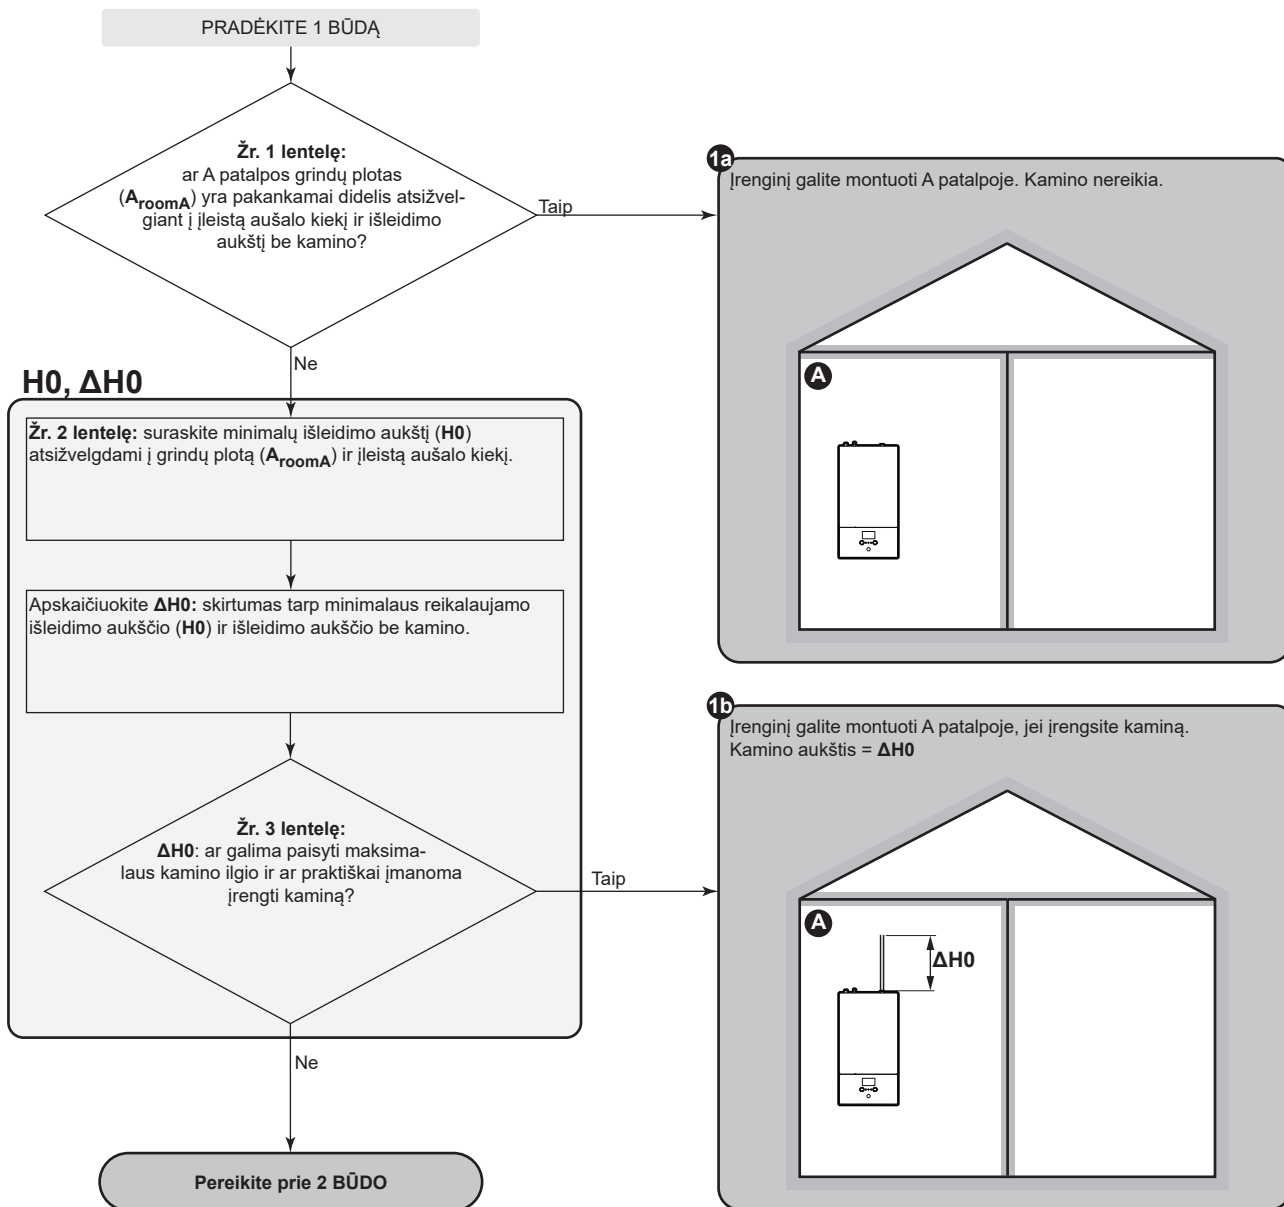 PRADĖKITE 1 BŪDĄ
Žr. 1 lentelę:
ar A patalpos grindų plotas
(AroomA) yra pakankamai didelis atsižvel-
giant į įleistą aušalo kiekį ir išleidimo
aukštį be kamino?
Taip
1a
Įrenginį galite montuoti A patalpoje. Kamino nereikia.
A
Ne
H0, ΔH0
Žr. 2 lentelę: suraskite minimalų išleidimo aukštį (H0)
atsižvelgdami į grindų plotą (AroomA) ir įleistą aušalo kiekį.
Apskaičiuokite ΔH0: skirtumas tarp minimalaus reikalaujamo
išleidimo aukščio (H0) ir išleidimo aukščio be kamino.
Žr. 3 lentelę:
ΔH0: ar galima paisyti maksima-
laus kamino ilgio ir ar praktiškai įmanoma
įrengti kaminą?
Taip
1b
Įrenginį galite montuoti A patalpoje, jei įrengsite kaminą.
Kamino aukštis = ΔH0
A
ΔH0
Ne
Pereikite prie 2 BŪDO